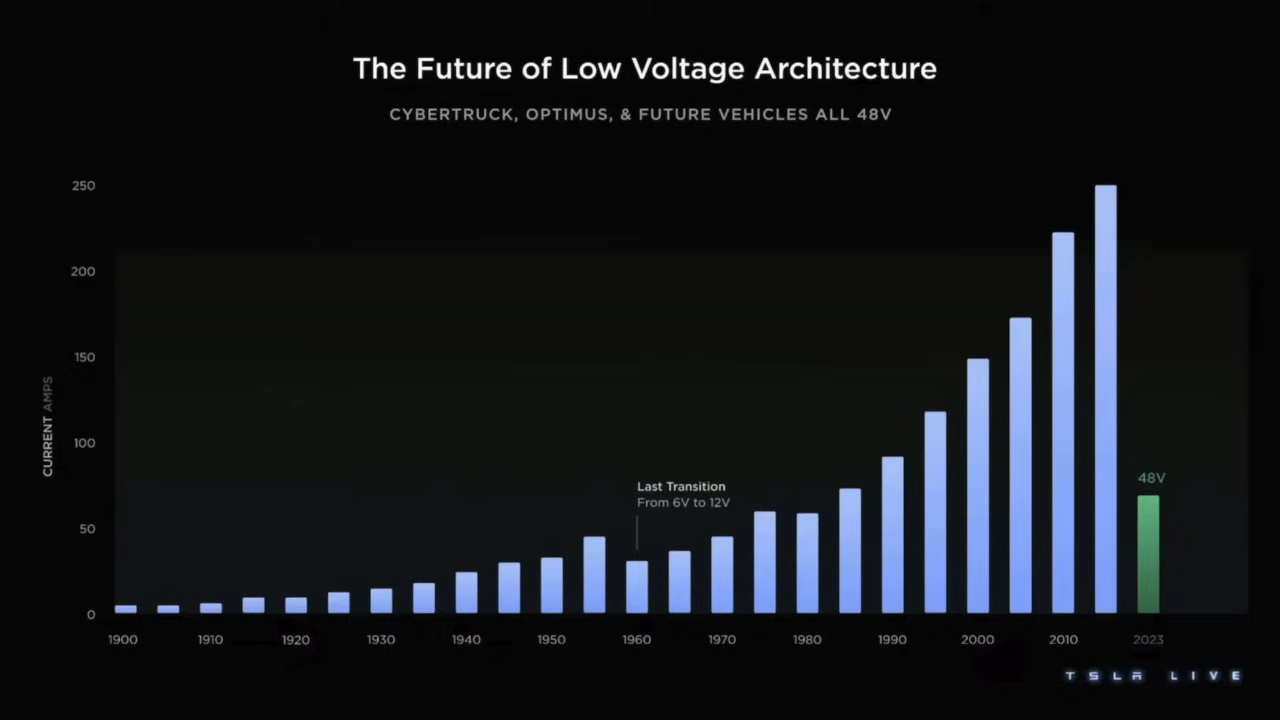 The Future of Low Voltage Architecture
CYBERTRUCK, OPTIMUS, & FUTURE VEHICLES ALL 48V
250
200
150
100
50
0
CURRENT AMPS
Last Transition
From 6V to 12V
48V
1900 1910 1920 1930 1940 1950 1960 1970 1980 1990 2000 2010 2023
TSLA LIVE